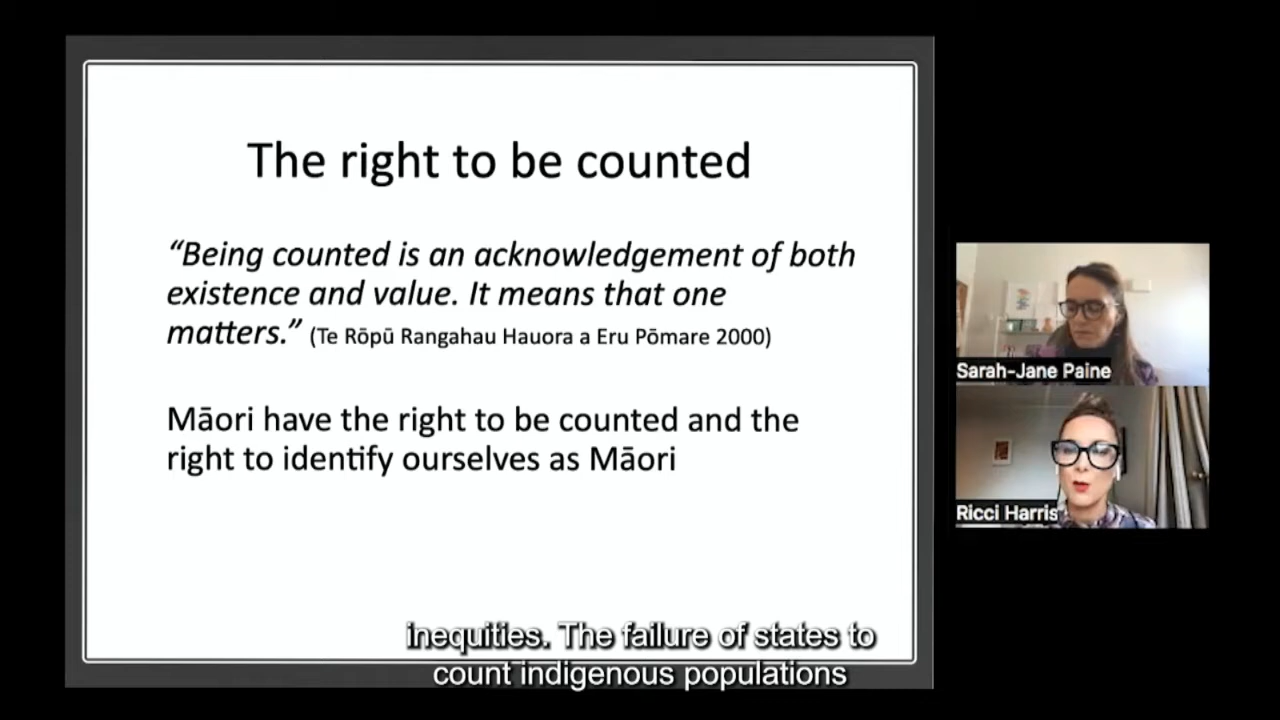 The right to be counted
“Being counted is an acknowledgement of both
existence and value. It means that one
matters.” (Te Rōpū Rangahau Hauora a Eru Pōmare 2000)
Māori have the right to be counted and the
right to identify ourselves as Māori
Sarah-Jane Paine
Ricci Harris
inequities. The failure of states to
count indigenous populations